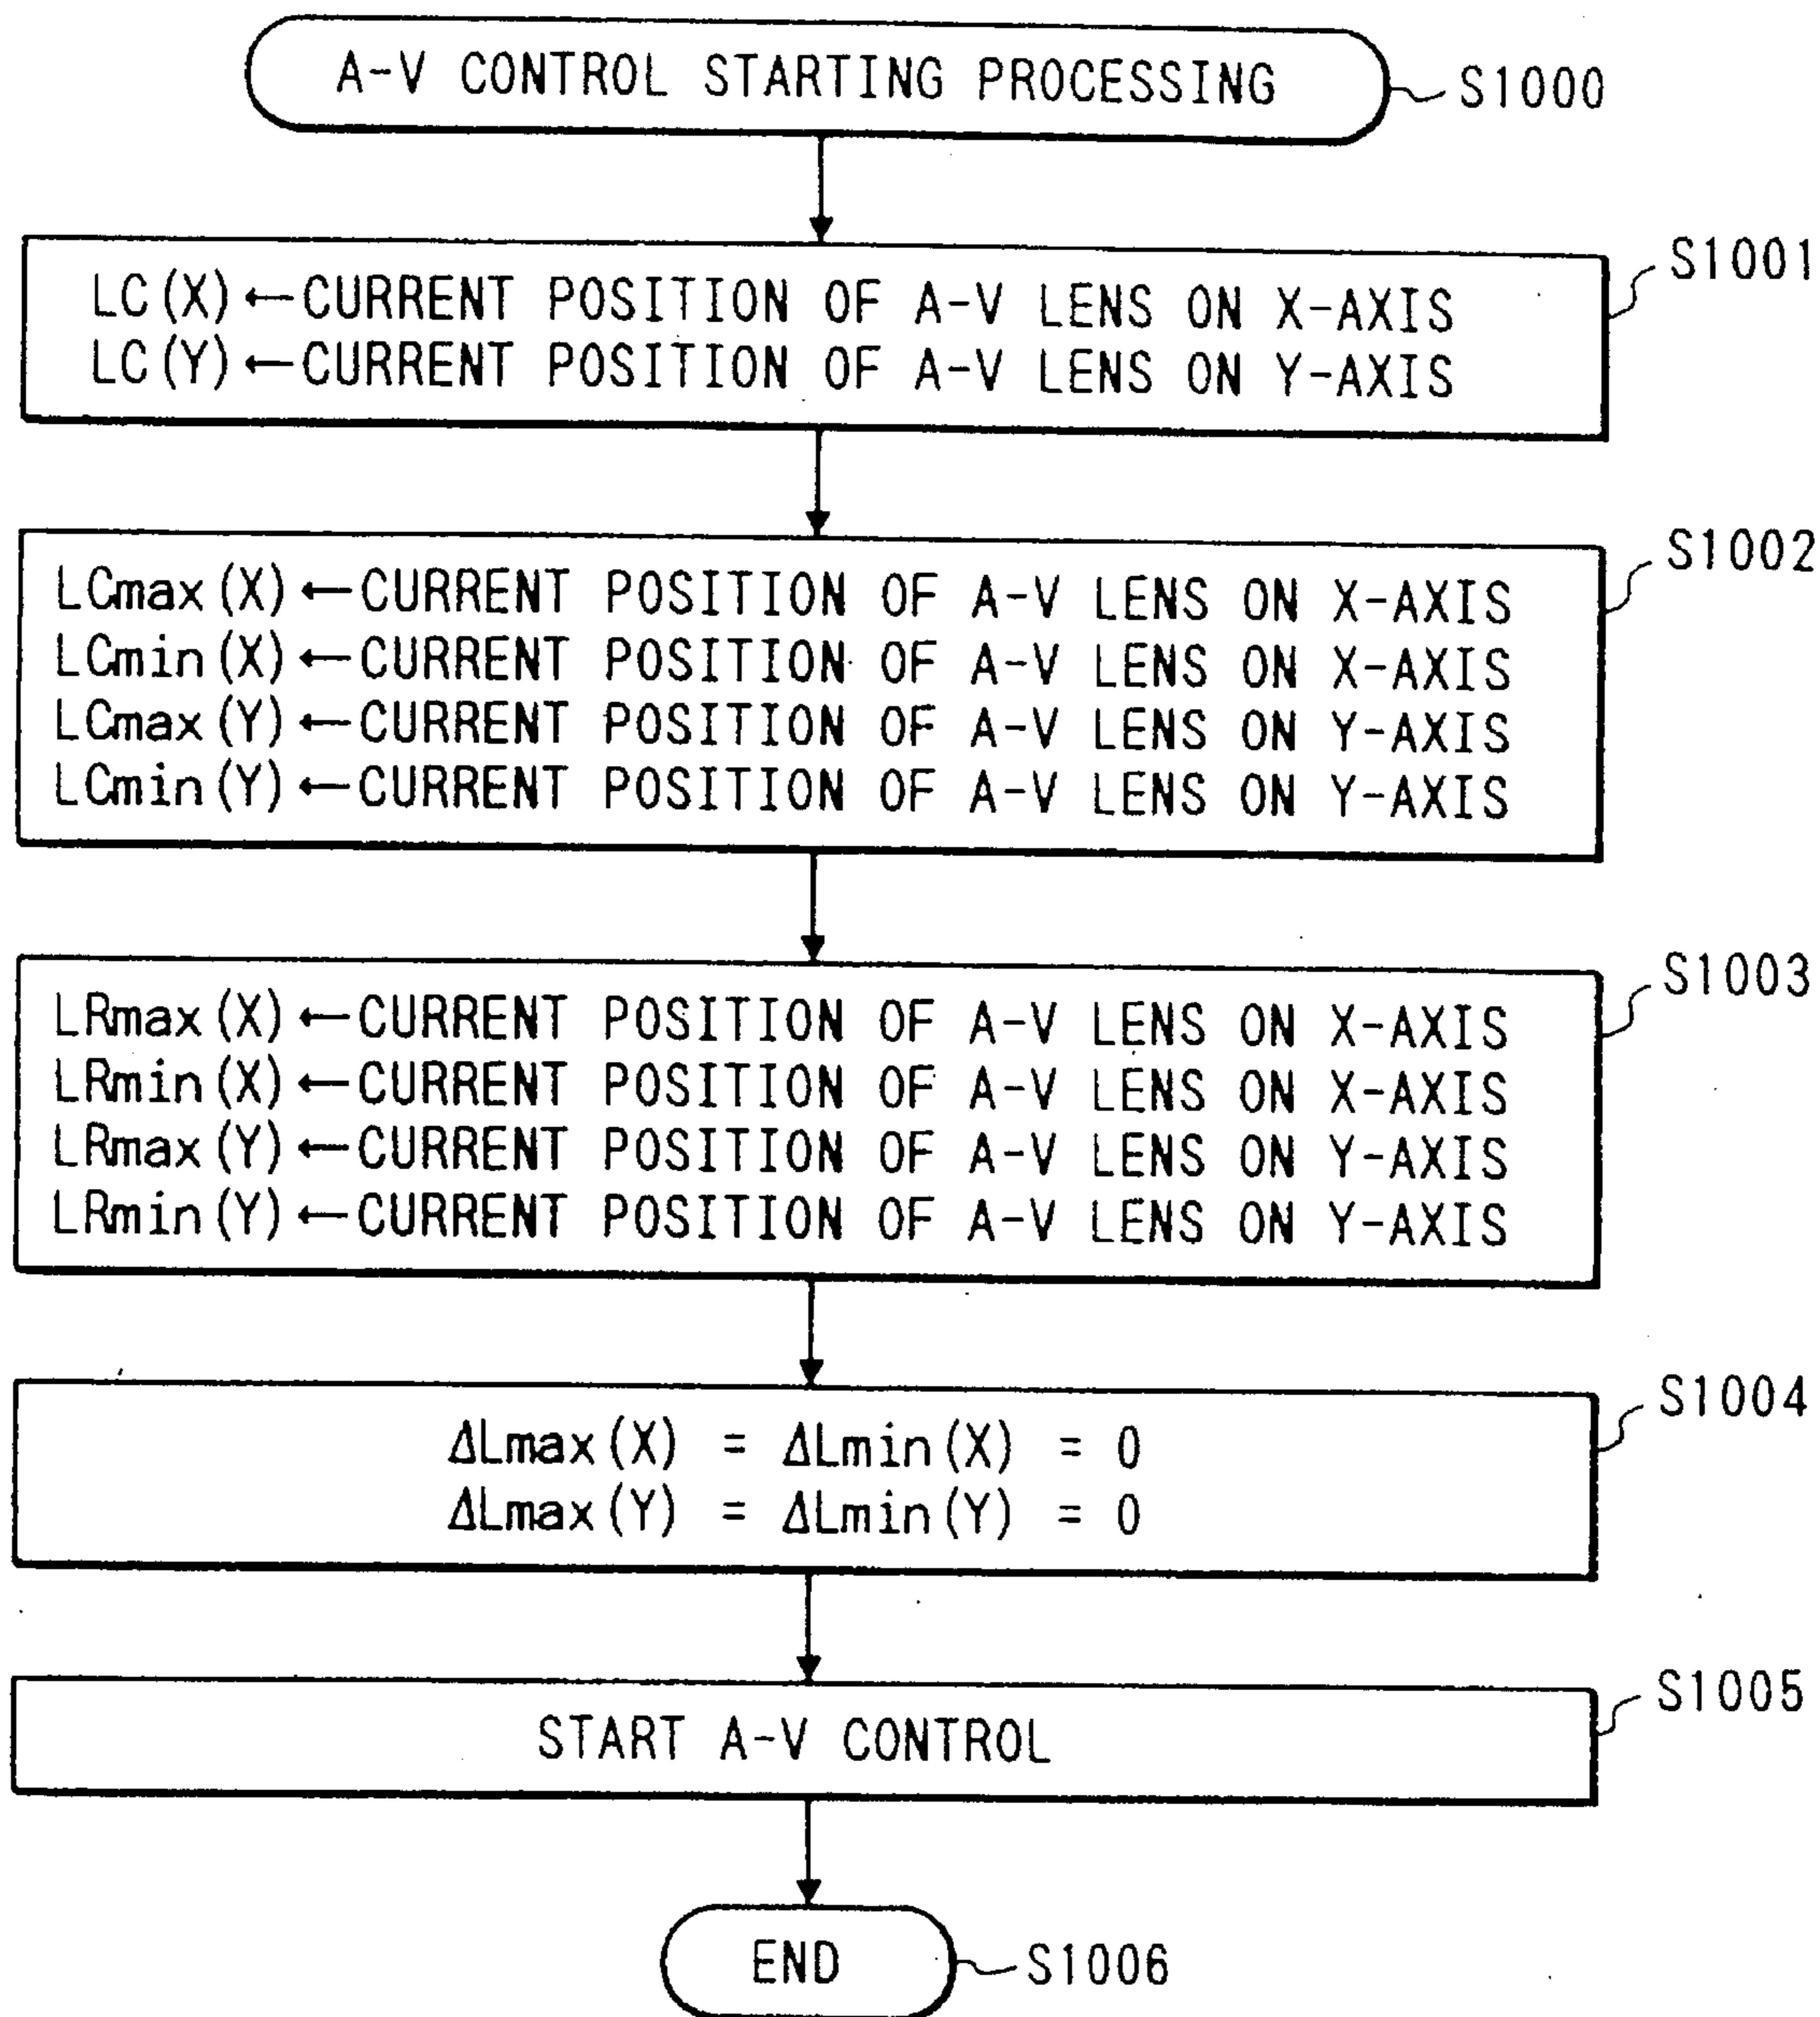 A-V CONTROL STARTING PROCESSING
S1000
S1001
LC(X)←CURRENT POSITION OF A-V LENS ON X-AXIS
LC(Y)←CURRENT POSITION OF A-V LENS ON Y-AXIS
S1002
LCmax(X)←CURRENT POSITION OF A-V LENS ON X-AXIS
LCmin(X)←CURRENT POSITION OF A-V LENS ON X-AXIS
LCmax(Y)←CURRENT POSITION OF A-V LENS ON Y-AXIS
LCmin(Y)←CURRENT POSITION OF A-V LENS ON Y-AXIS
S1003
LRmax(X)←CURRENT POSITION OF A-V LENS ON X-AXIS
LRmin(X)←CURRENT POSITION OF A-V LENS ON X-AXIS
LRmax(Y)←CURRENT POSITION OF A-V LENS ON Y-AXIS
LRmin(Y)←CURRENT POSITION OF A-V LENS ON Y-AXIS
S1004
ΔLmax(X) = ΔLmin(X) = 0
ΔLmax(Y) = ΔLmin(Y) = 0
S1005
START A-V CONTROL
END
S1006